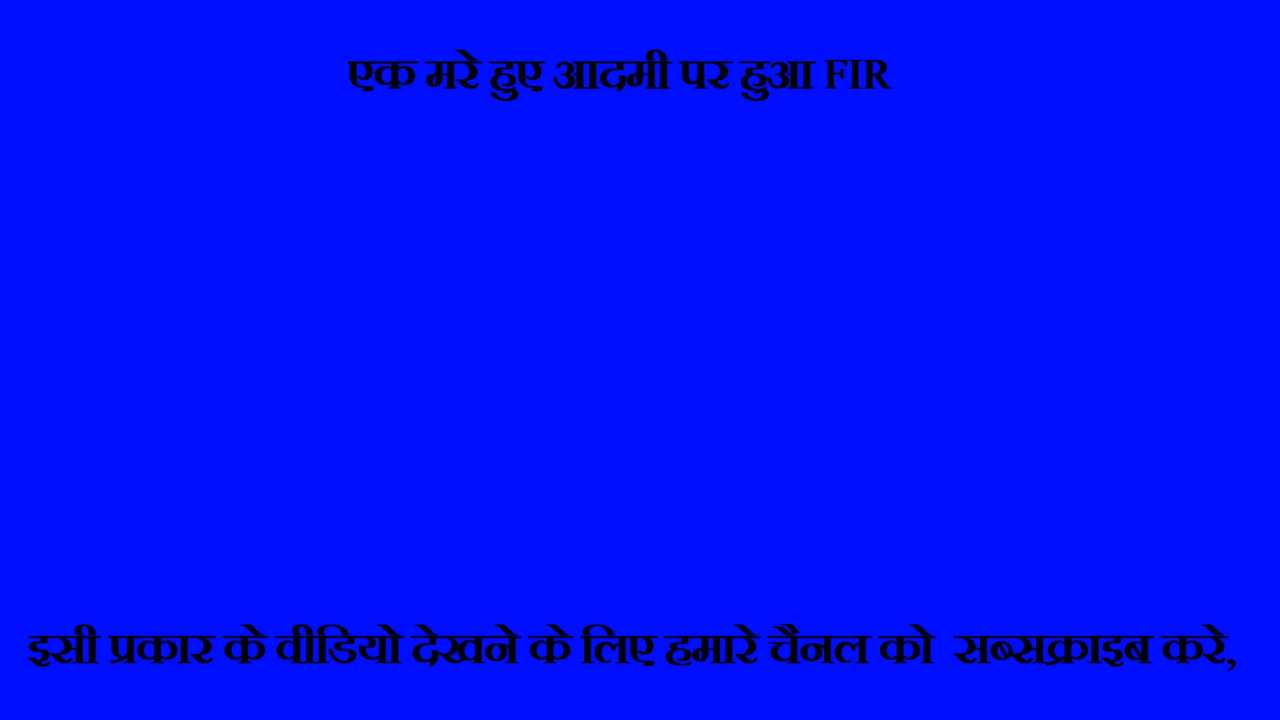 एक मरे हुए आदमी पर हुआ FIR
इसी प्रकार के वीडियो देखने के लिए हमारे चैनल को सब्सक्राइब करे,